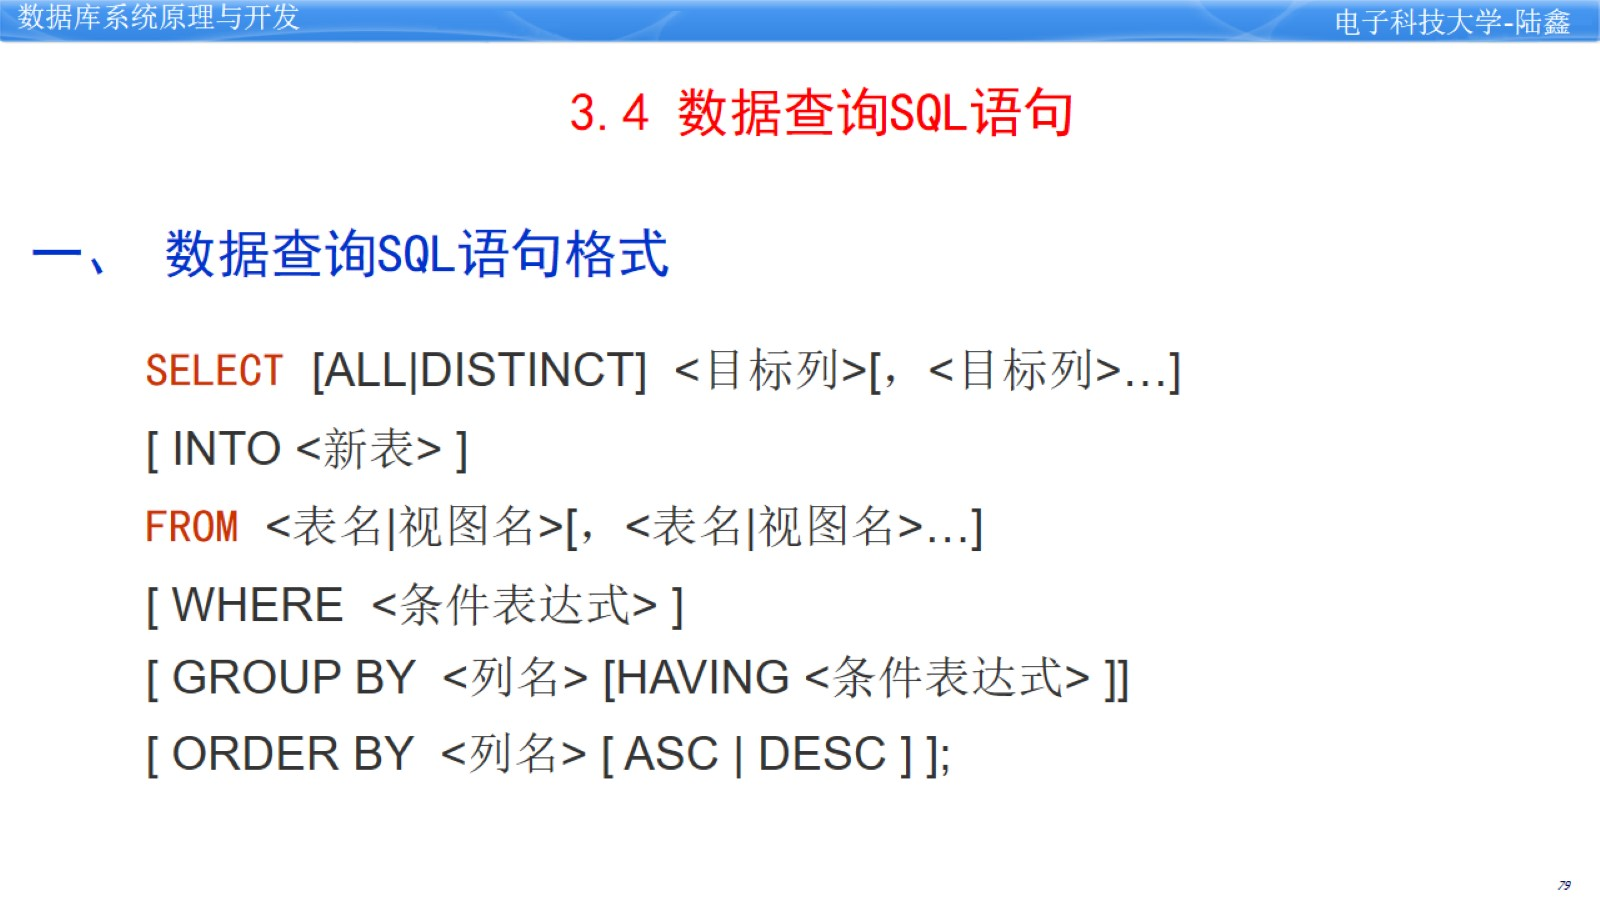 数据库系统原理与开发
电子科技大学-陆鑫
3.4 数据查询SQL语句
一、 数据查询SQL语句格式
SELECT [ALL|DISTINCT] <目标列>[，<目标列>…]
[ INTO <新表> ]
FROM <表名|视图名>[，<表名|视图名>…]
[ WHERE <条件表达式> ]
[ GROUP BY <列名> [HAVING <条件表达式> ]]
[ ORDER BY <列名> [ ASC | DESC ] ];
79